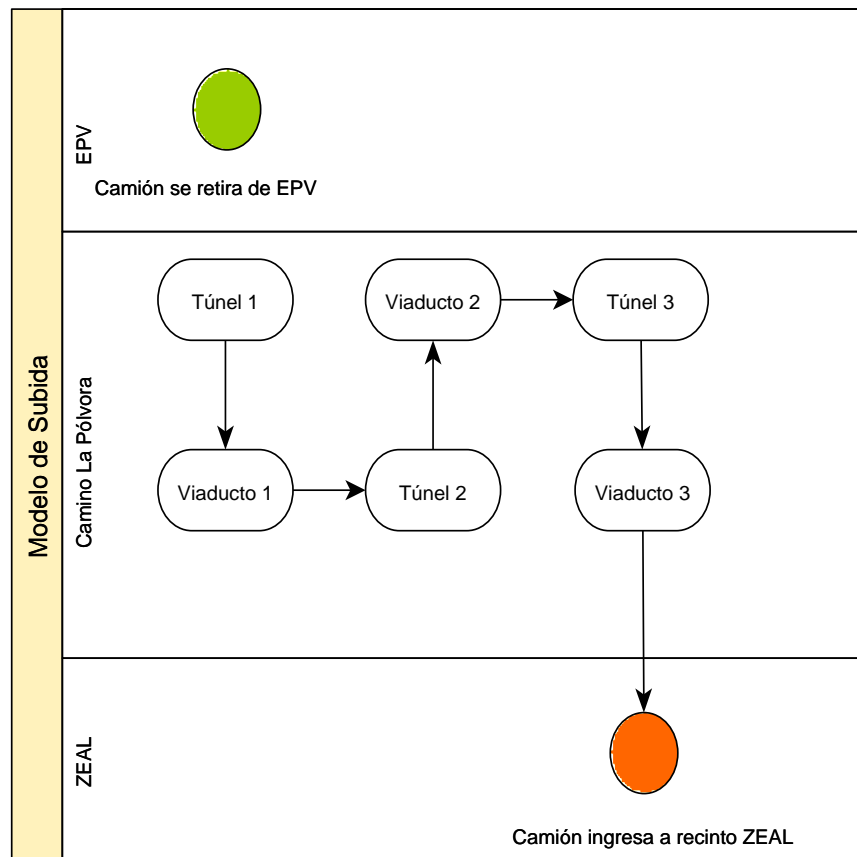 Modelo de Subida
EPV
Camión se retira de EPV
Camino La Pólvora
Túnel 1
Viaducto 2
Túnel 3
Viaducto 1
Túnel 2
Viaducto 3
ZEAL
Camión ingresa a recinto ZEAL